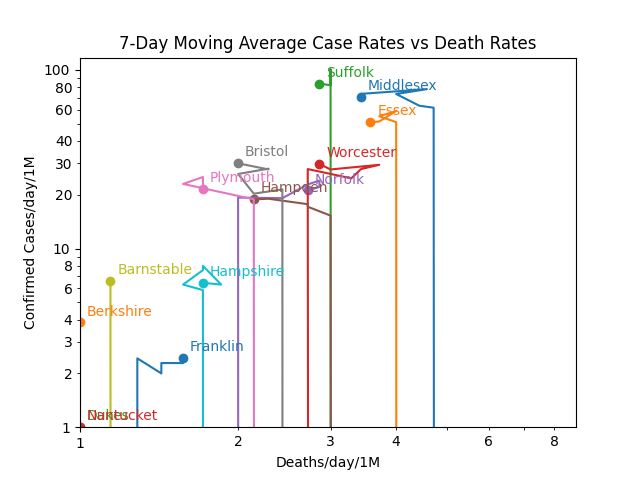 7-Day Moving Average Case Rates vs Death Rates
Confirmed Cases/day/1M
100
80
60
40
30
20
10
8
6
4
3
2
1
Suffolk
Middlesex
Essex
Bristol
Worcester
Plymouth
Norfolk
Hampden
Barnstable
Hampshire
Berkshire
Franklin
Dukes
Nantucket
1
2
3
4
6
8
Deaths/day/1M